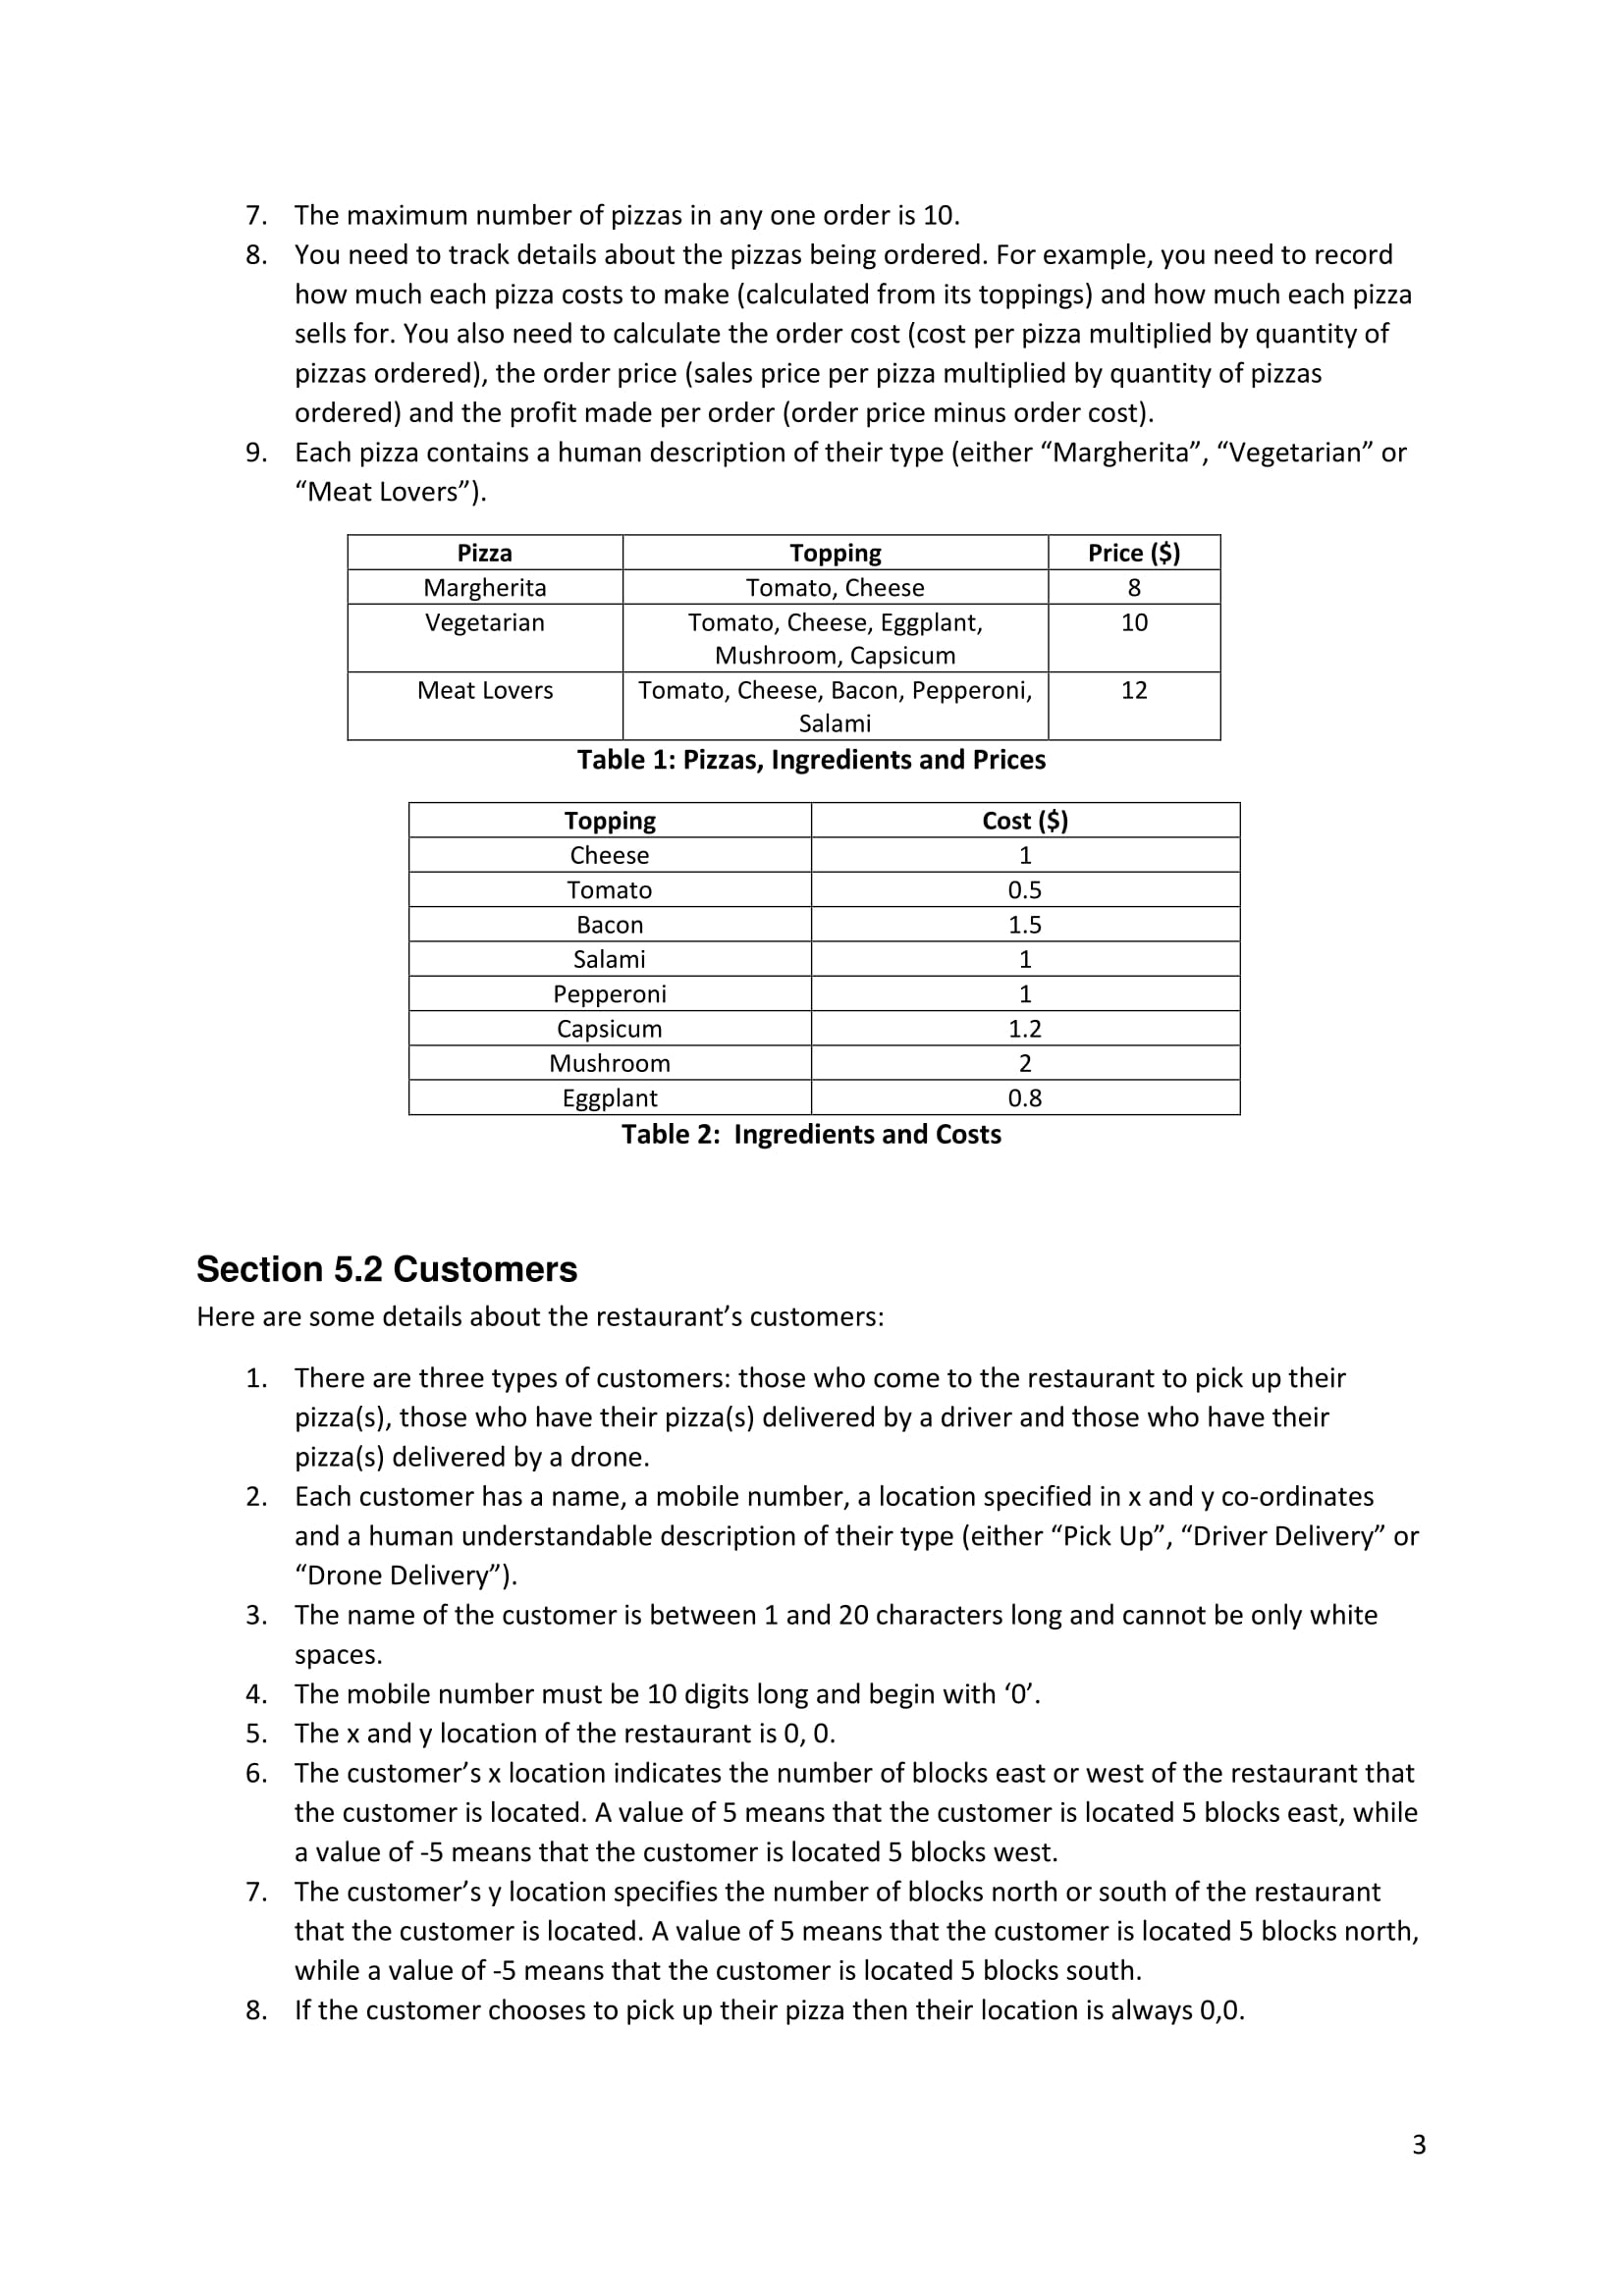 7. The maximum number of pizzas in any one order is 10.
8. You need to track details about the pizzas being ordered. For example, you need to record
how much each pizza costs to make (calculated from its toppings) and how much each pizza
sells for. You also need to calculate the order cost (cost per pizza multiplied by quantity of
pizzas ordered), the order price (sales price per pizza multiplied by quantity of pizzas
ordered) and the profit made per order (order price minus order cost).
9. Each pizza contains a human description of their type (either “Margherita”, “Vegetarian” or
“Meat Lovers”).
Pizza Topping Price ($)
Margherita Tomato, Cheese 8
Vegetarian Tomato, Cheese, Eggplant, 10
Mushroom, Capsicum
Meat Lovers Tomato, Cheese, Bacon, Pepperoni, 12
Salami
Table 1: Pizzas, Ingredients and Prices
Topping Cost ($)
Cheese 1
Tomato 0.5
Bacon 1.5
Salami 1
Pepperoni 1
Capsicum 1.2
Mushroom 2
Eggplant 0.8
Table 2: Ingredients and Costs
Section 5.2 Customers
Here are some details about the restaurant’s customers:
1. There are three types of customers: those who come to the restaurant to pick up their
pizza(s), those who have their pizza(s) delivered by a driver and those who have their
pizza(s) delivered by a drone.
2. Each customer has a name, a mobile number, a location specified in x and y co-ordinates
and a human understandable description of their type (either “Pick Up”, “Driver Delivery” or
“Drone Delivery”).
3. The name of the customer is between 1 and 20 characters long and cannot be only white
spaces.
4. The mobile number must be 10 digits long and begin with ‘0’.
5. The x and y location of the restaurant is 0, 0.
6. The customer’s x location indicates the number of blocks east or west of the restaurant that
the customer is located. A value of 5 means that the customer is located 5 blocks east, while
a value of -5 means that the customer is located 5 blocks west.
7. The customer’s y location specifies the number of blocks north or south of the restaurant
that the customer is located. A value of 5 means that the customer is located 5 blocks north,
while a value of -5 means that the customer is located 5 blocks south.
8. If the customer chooses to pick up their pizza then their location is always 0,0.
3